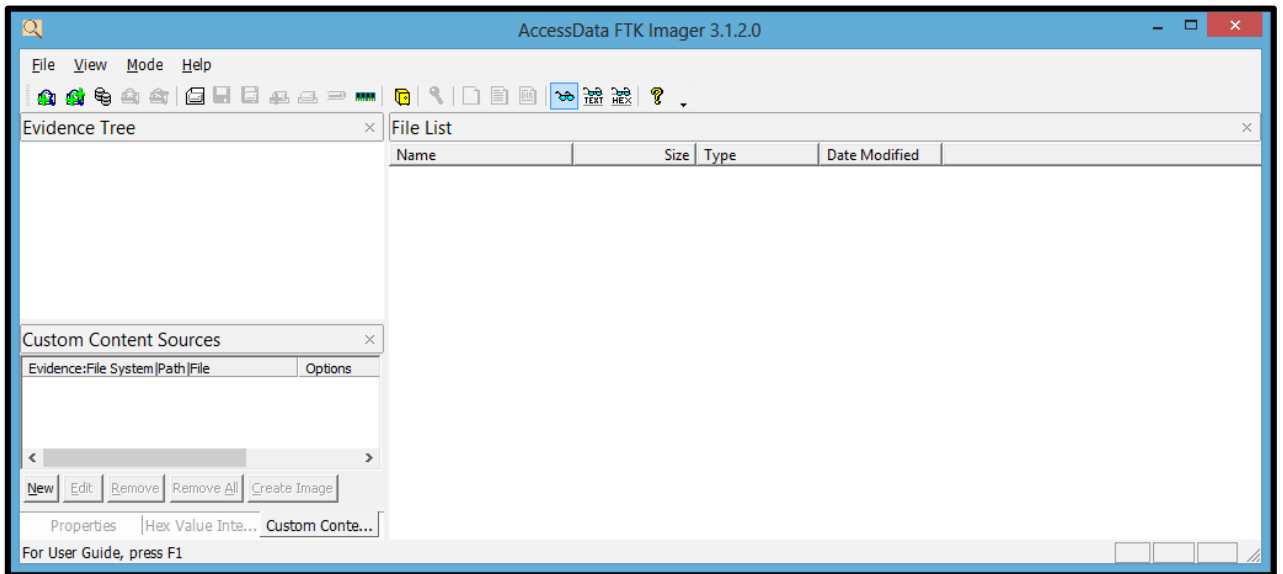 AccessData FTK Imager 3.1.2.0
File View Mode Help
TEXT HEX
Evidence Tree
File List
Name Size Type Date Modified
Custom Content Sources
Evidence:File System|Path|File Options
New Edit Remove Remove All Create Image
Properties Hex Value Inte... Custom Conte...
For User Guide, press F1